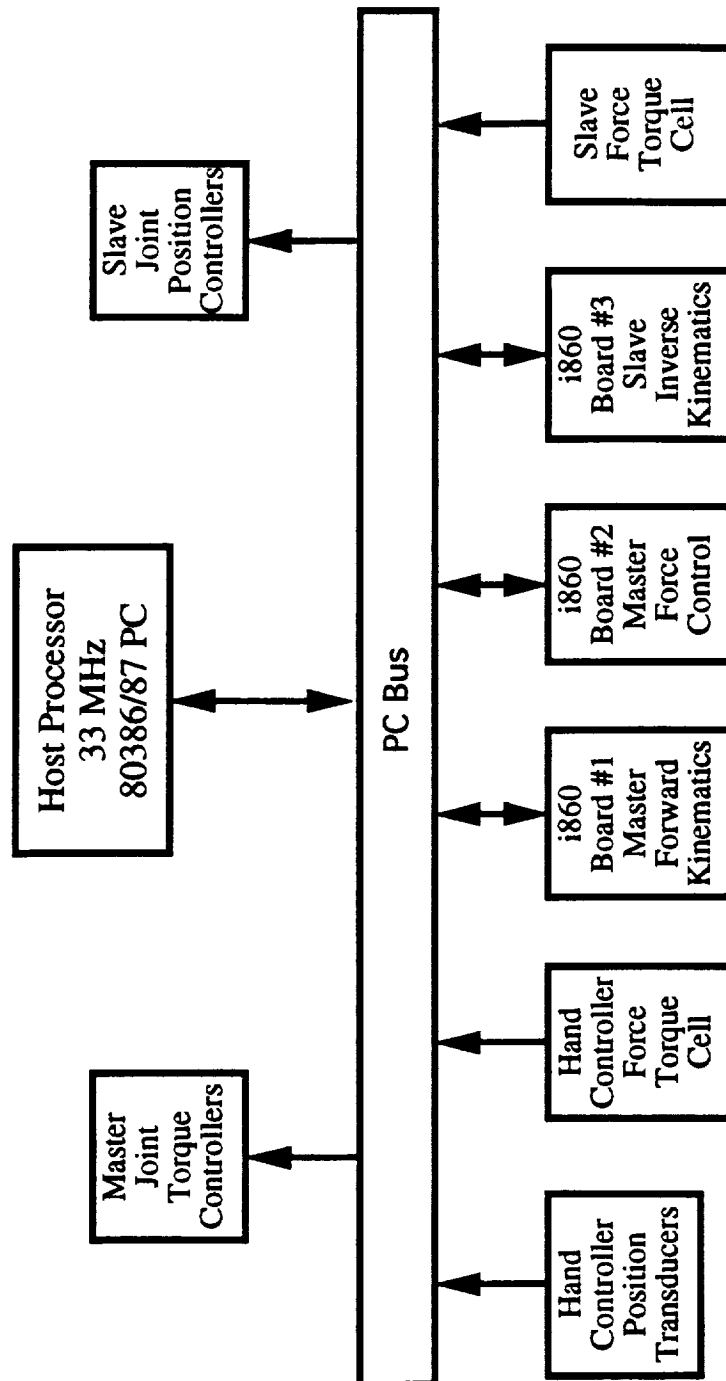 Master
Joint
Torque
Controllers
Host Processor
33 MHz
80386/87 PC
Slave
Joint
Position
Controllers
PC Bus
Hand
Controller
Position
Transducers
Hand
Controller
Force
Torque
Cell
i860
Board #1
Master
Forward
Kinematics
i860
Board #2
Master
Force
Control
i860
Board #3
Slave
Inverse
Kinematics
Slave
Force
Torque
Cell